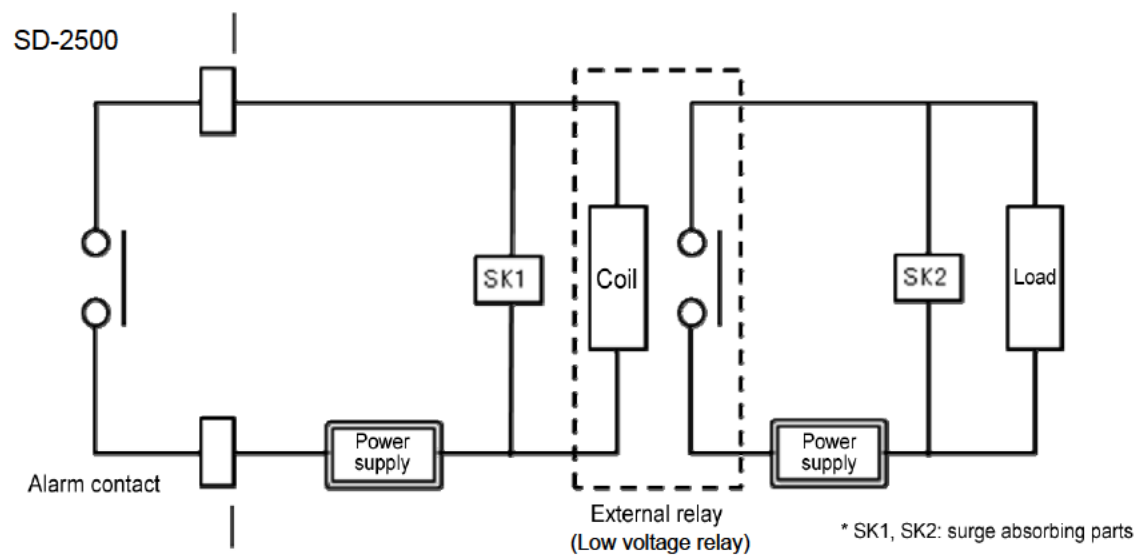 SD-2500
SK1
Coil
SK2
Load
Power
supply
Power
supply
Alarm contact
External relay
(Low voltage relay)
* SK1, SK2: surge absorbing parts